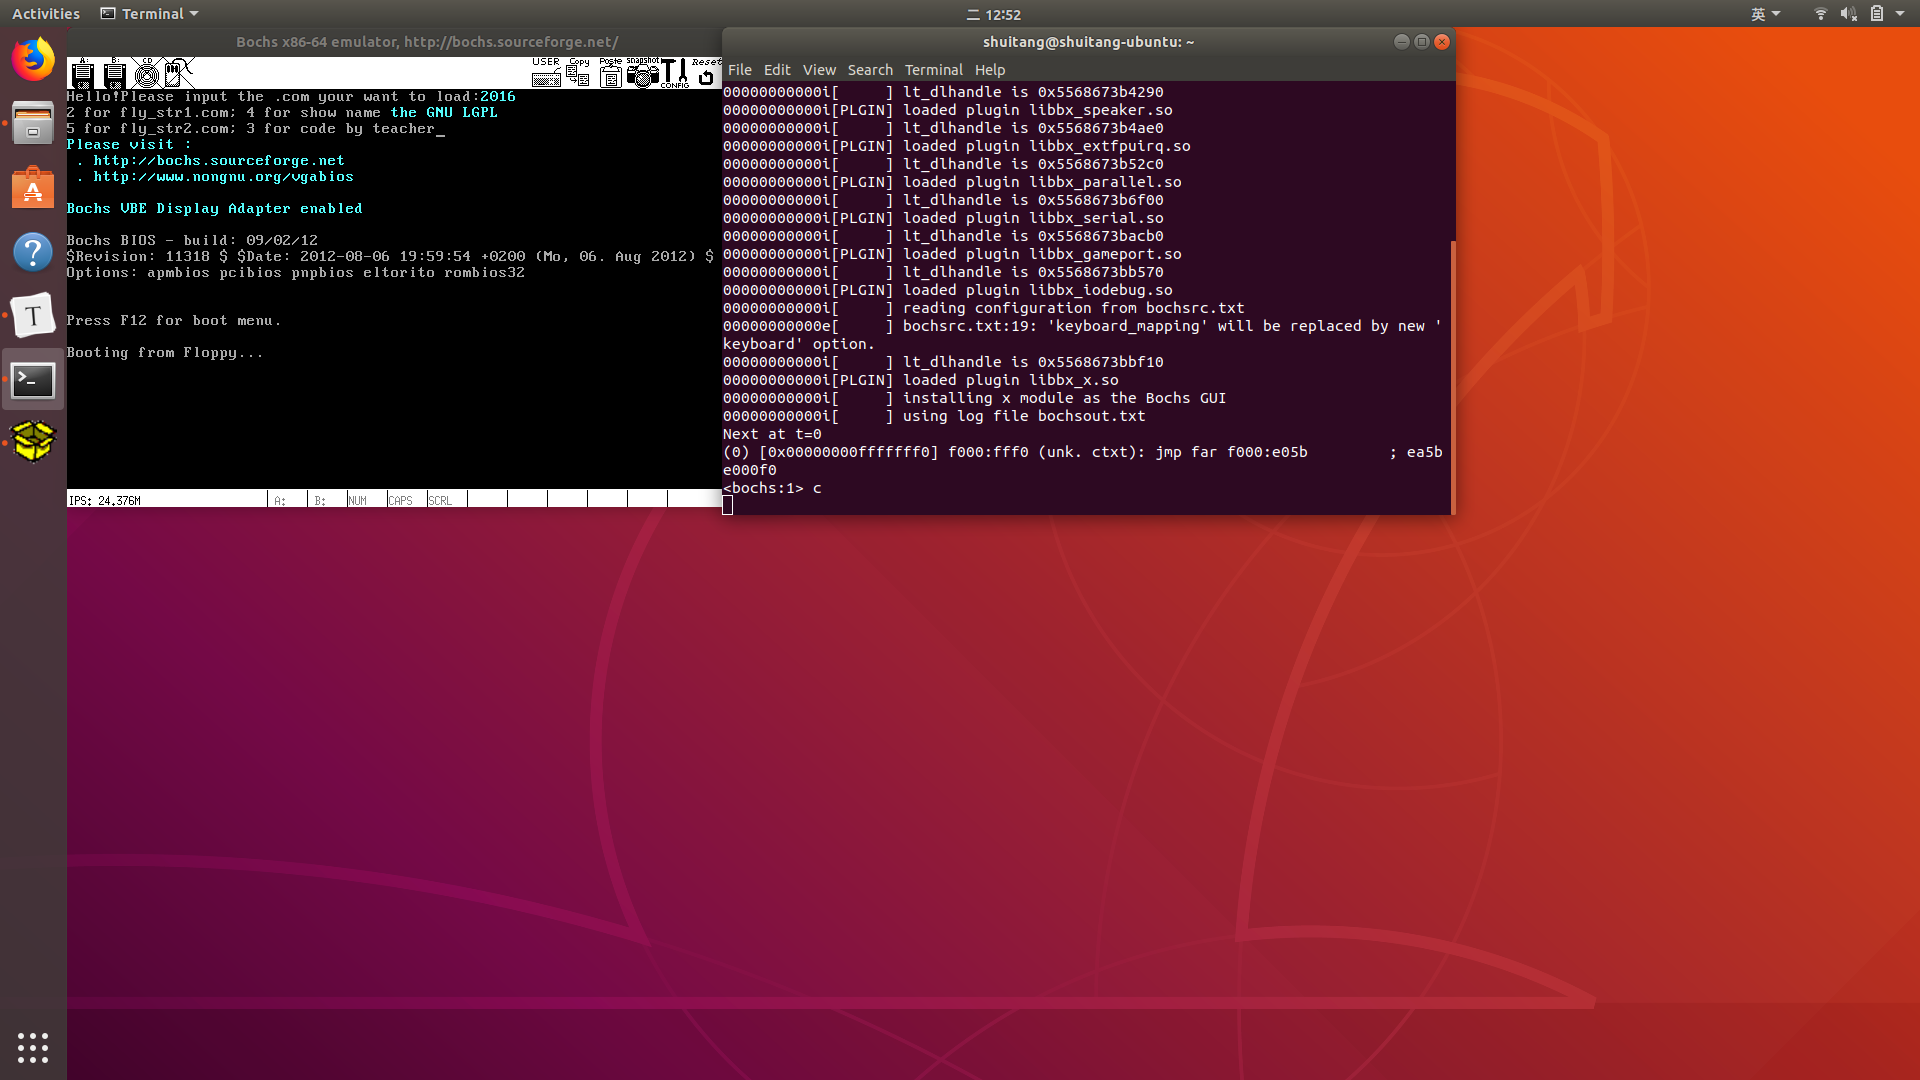 Activities
Terminal
二 12:52
英
Bochs x86-64 emulator, http://bochs.sourceforge.net/
A:
B:
CD
USER
Copy
Paste
snapshot
CONFIG
Reset
Hello!Please input the .com your want to load:2016
2 for fly_str1.com; 4 for show name the GNU LGPL
5 for fly_str2.com; 3 for code by teacher_
Please visit :
. http://bochs.sourceforge.net
. http://www.nongnu.org/vgabios
Bochs VBE Display Adapter enabled
Bochs BIOS - build: 09/02/12
$Revision: 11318 $ $Date: 2012-08-06 19:59:54 +0200 (Mo, 06. Aug 2012) $
Options: apmbios pcibios pnpbios eltorito rombios32
Press F12 for boot menu.
Booting from Floppy...
IPS: 24.376M
A:
B:
NUM
CAPS
SCRL
shuitang@shuitang-ubuntu: ~
File Edit View Search Terminal Help
00000000000i[      ] lt_dlhandle is 0x5568673b4290
00000000000i[PLGIN] loaded plugin libbx_speaker.so
00000000000i[      ] lt_dlhandle is 0x5568673b4ae0
00000000000i[PLGIN] loaded plugin libbx_extfpuirq.so
00000000000i[      ] lt_dlhandle is 0x5568673b52c0
00000000000i[PLGIN] loaded plugin libbx_parallel.so
00000000000i[      ] lt_dlhandle is 0x5568673b6f00
00000000000i[PLGIN] loaded plugin libbx_serial.so
00000000000i[      ] lt_dlhandle is 0x5568673bacb0
00000000000i[PLGIN] loaded plugin libbx_gameport.so
00000000000i[      ] lt_dlhandle is 0x5568673bb570
00000000000i[PLGIN] loaded plugin libbx_iodebug.so
00000000000i[      ] reading configuration from bochsrc.txt
00000000000e[      ] bochsrc.txt:19: 'keyboard_mapping' will be replaced by new '
keyboard' option.
00000000000i[      ] lt_dlhandle is 0x5568673bbf10
00000000000i[PLGIN] loaded plugin libbx_x.so
00000000000i[      ] installing x module as the Bochs GUI
00000000000i[      ] using log file bochsout.txt
Next at t=0
(0) [0x00000000fffffff0] f000:fff0 (unk. ctxt): jmp far f000:e05b         ; ea5b
e000f0
<bochs:1> c